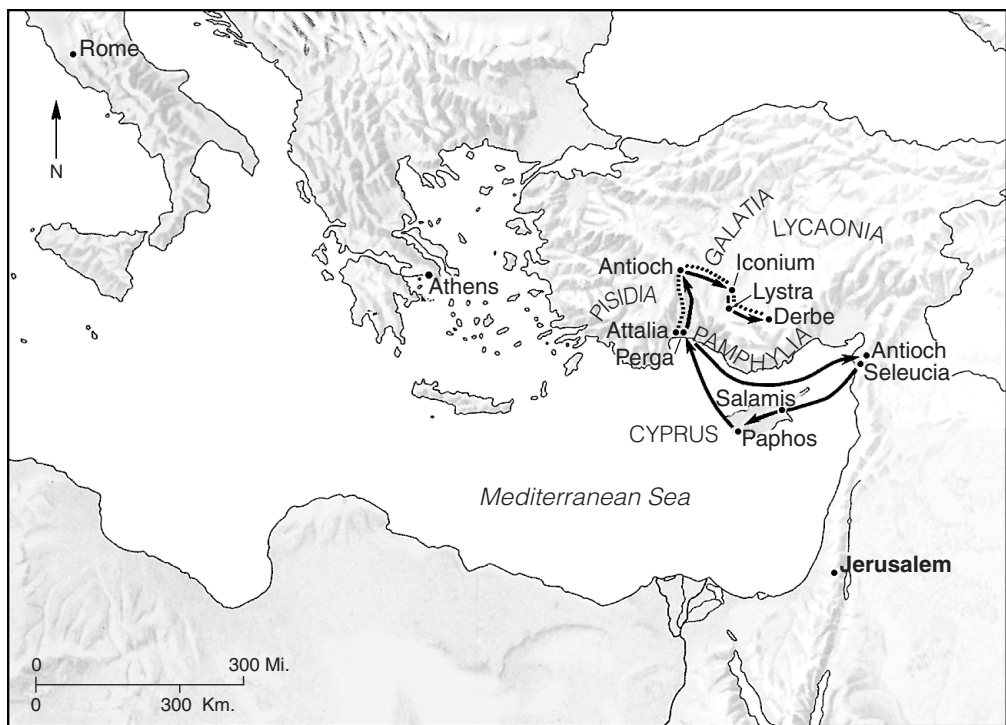 Rome
N
GALATIA
LYCAONIA
Antioch
Iconium
Athens
PISIDIA
Lystra
Derbe
Attalia
PAMPHYLIA
Perga
Antioch
Seleucia
Salamis
CYPRUS
Paphos
Mediterranean Sea
Jerusalem
0 300 Mi.
0 300 Km.